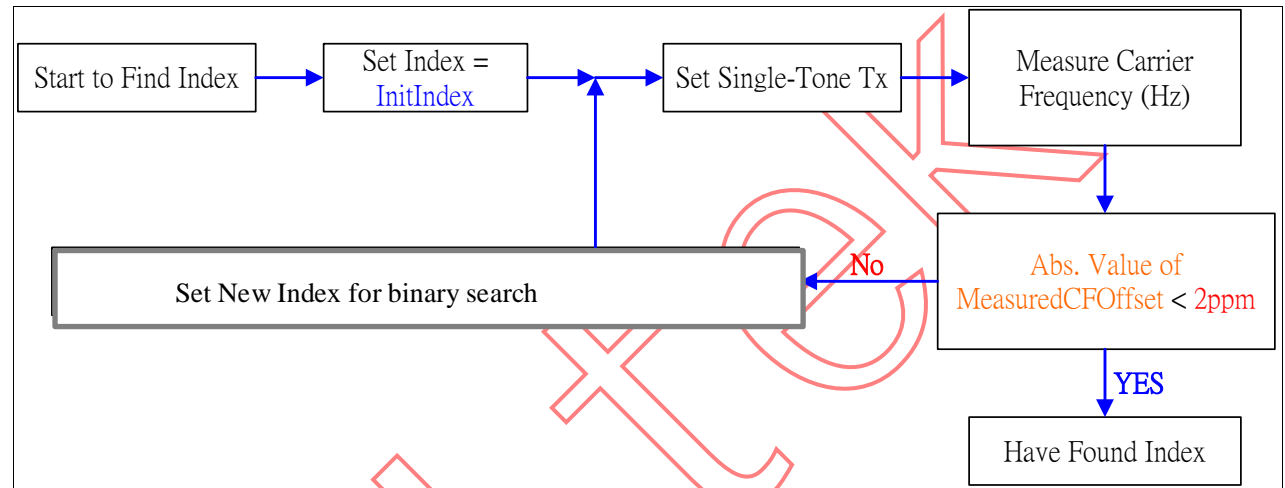 Start to Find Index
Set Index =
InitIndex
Set Single-Tone Tx
Measure Carrier
Frequency (Hz)
Abs. Value of
MeasuredCFOffset < 2ppm
No
Set New Index for binary search
YES
Have Found Index